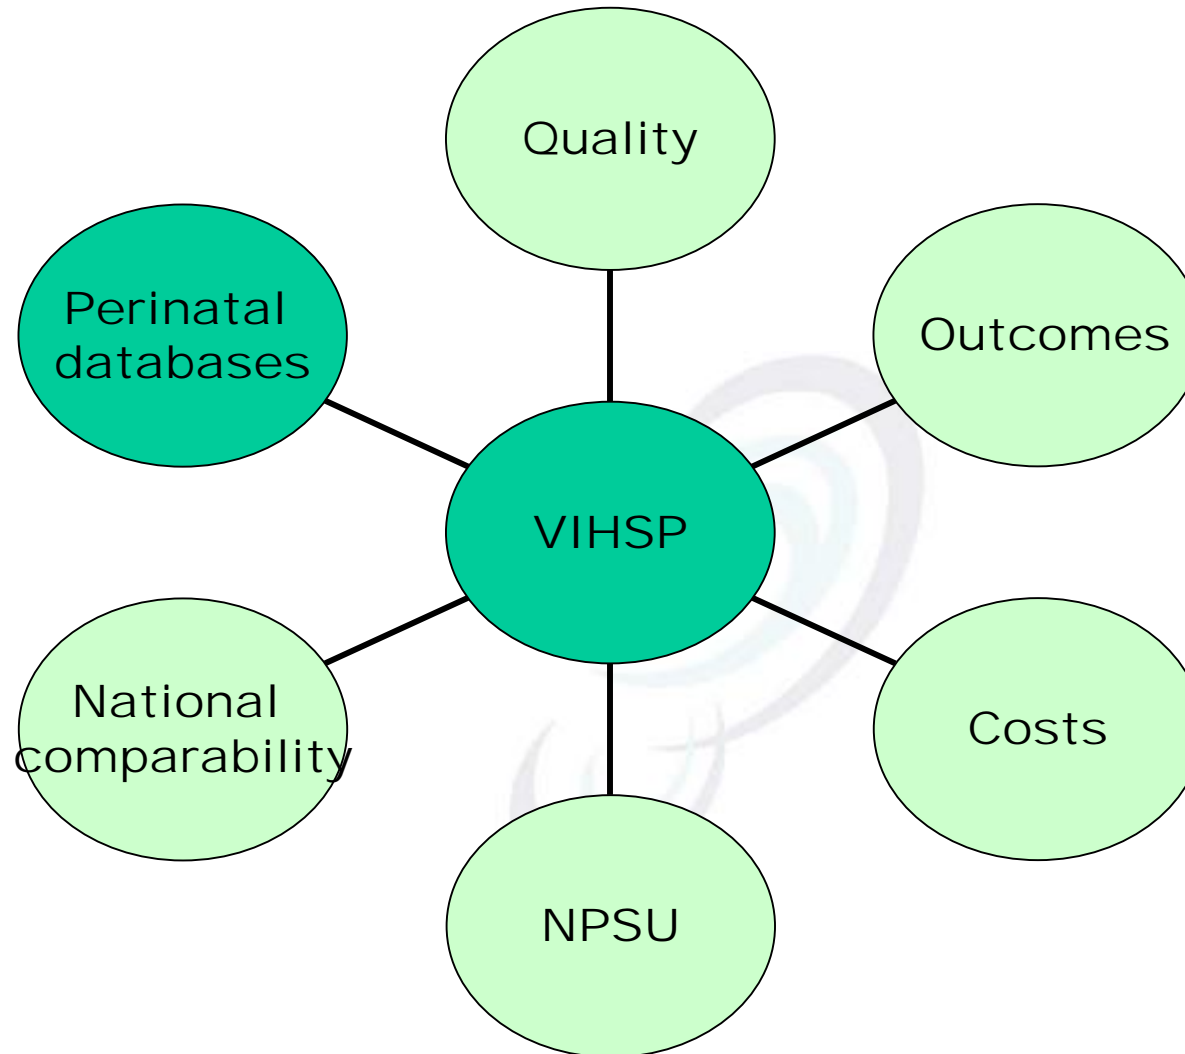 Quality
Perinatal
databases
Outcomes
VIHSP
National
comparability
Costs
NPSU